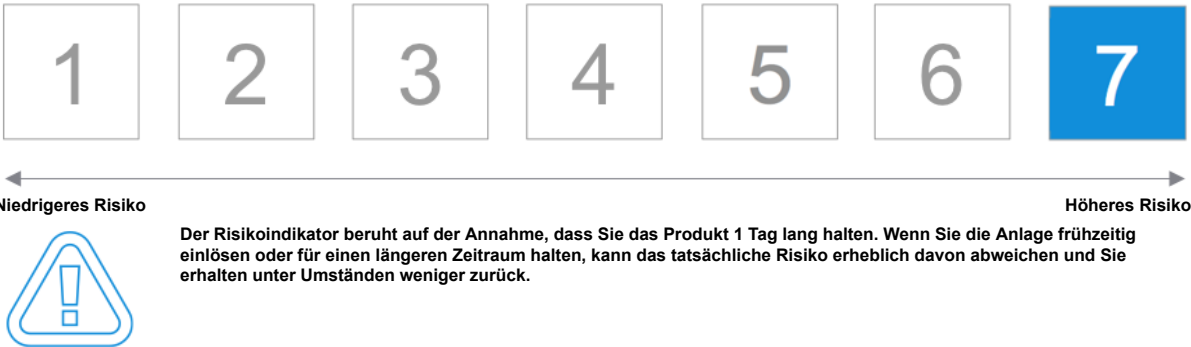 1 2 3 4 5 6 7
Niedrigeres Risiko Höheres Risiko
Der Risikoindikator beruht auf der Annahme, dass Sie das Produkt 1 Tag lang halten. Wenn Sie die Anlage frühzeitig
einlösen oder für einen längeren Zeitraum halten, kann das tatsächliche Risiko erheblich davon abweichen und Sie
erhalten unter Umständen weniger zurück.